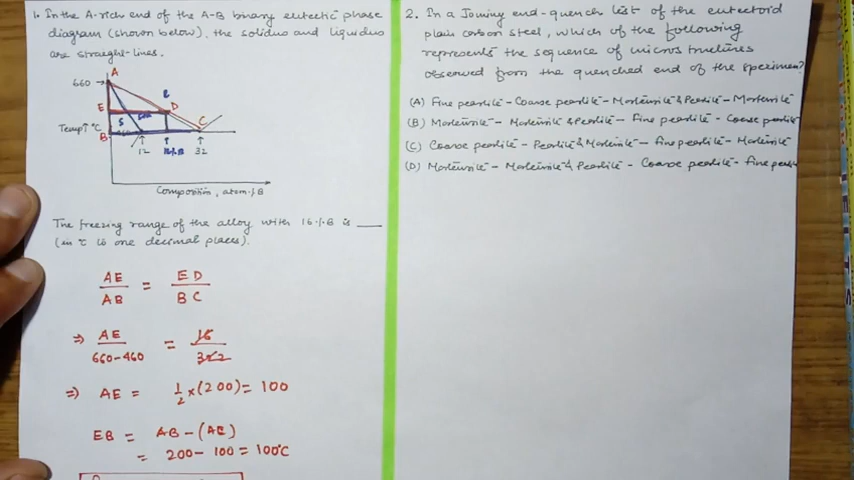 1. In the A-rich end of the A-B binary eutectic phase
diagram (shown below), the solidus and liquidus
are straight-lines.
A
660
E
D
S
C
Temp↑ °C
B
12
16%B
32
Composition, atom.%B
The freezing range of the alloy with 16%B is ___
(in °C to one decimal places).
AE/AB = ED/BC
⇒ AE/660-460 = 16/32
⇒ AE = 1/2 × (200) = 100
EB = AB - (AE)
= 200 - 100 = 100°C
2. In a Jominy end-quench test of the eutectoid
plain carbon steel, which of the following
represents the sequence of microstructures
observed from the quenched end of the specimen?
(A) Fine pearlite - Coarse pearlite - Martensite & Pearlite - Martensite
(B) Martensite - Martensite & Pearlite - Fine pearlite - Coarse pearlite
(C) Coarse pearlite - Pearlite & Martensite - Fine pearlite - Martensite
(D) Martensite - Martensite & Pearlite - Coarse pearlite - Fine